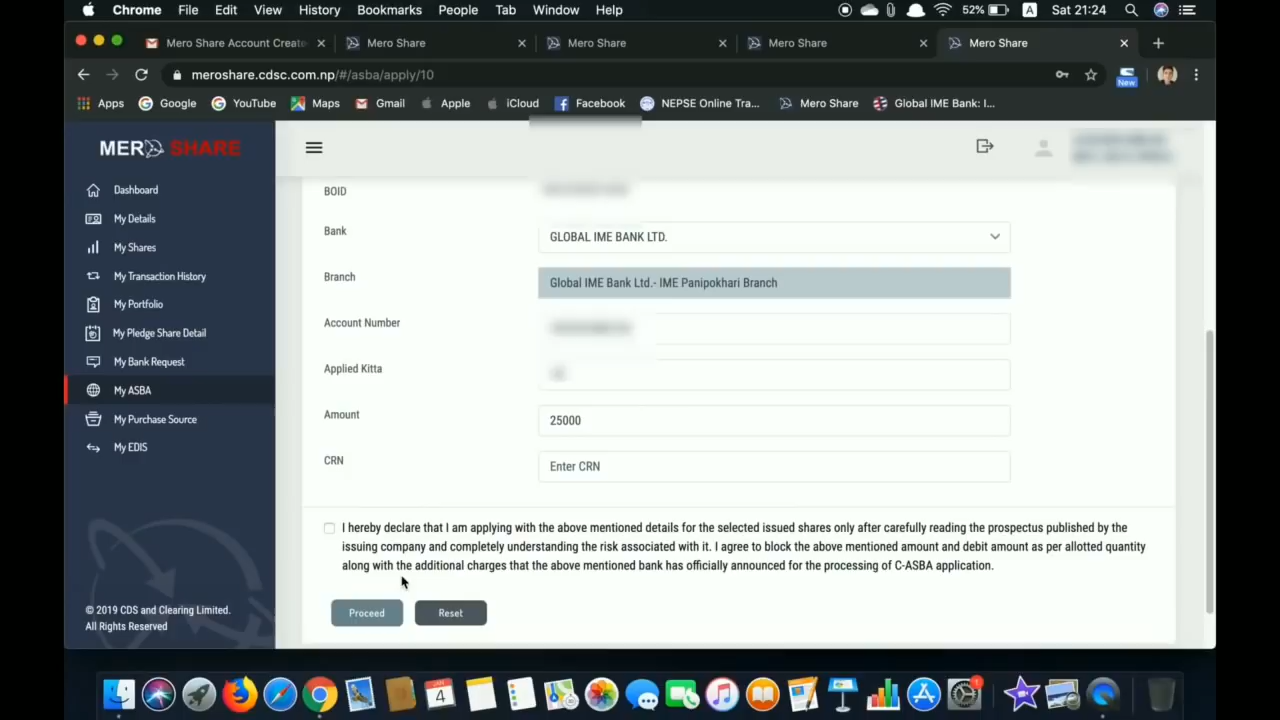 Chrome File Edit View History Bookmarks People Tab Window Help 52% A Sat 21:24
Mero Share Account Create Mero Share Mero Share Mero Share Mero Share
meroshare.cdsc.com.np/#/asba/apply/10
New
Apps Google YouTube Maps Gmail Apple iCloud Facebook NEPSE Online Tra... Mero Share Global IME Bank: I...
MERO SHARE
Dashboard
My Details
My Shares
My Transaction History
My Portfolio
My Pledge Share Detail
My Bank Request
My ASBA
My Purchase Source
My EDIS
© 2019 CDS and Clearing Limited.
All Rights Reserved
BOID
Bank GLOBAL IME BANK LTD.
Branch Global IME Bank Ltd.- IME Panipokhari Branch
Account Number
Applied Kitta
Amount 25000
CRN Enter CRN
I hereby declare that I am applying with the above mentioned details for the selected issued shares only after carefully reading the prospectus published by the
issuing company and completely understanding the risk associated with it. I agree to block the above mentioned amount and debit amount as per allotted quantity
along with the additional charges that the above mentioned bank has officially announced for the processing of C-ASBA application.
Proceed Reset
JAN
4
1